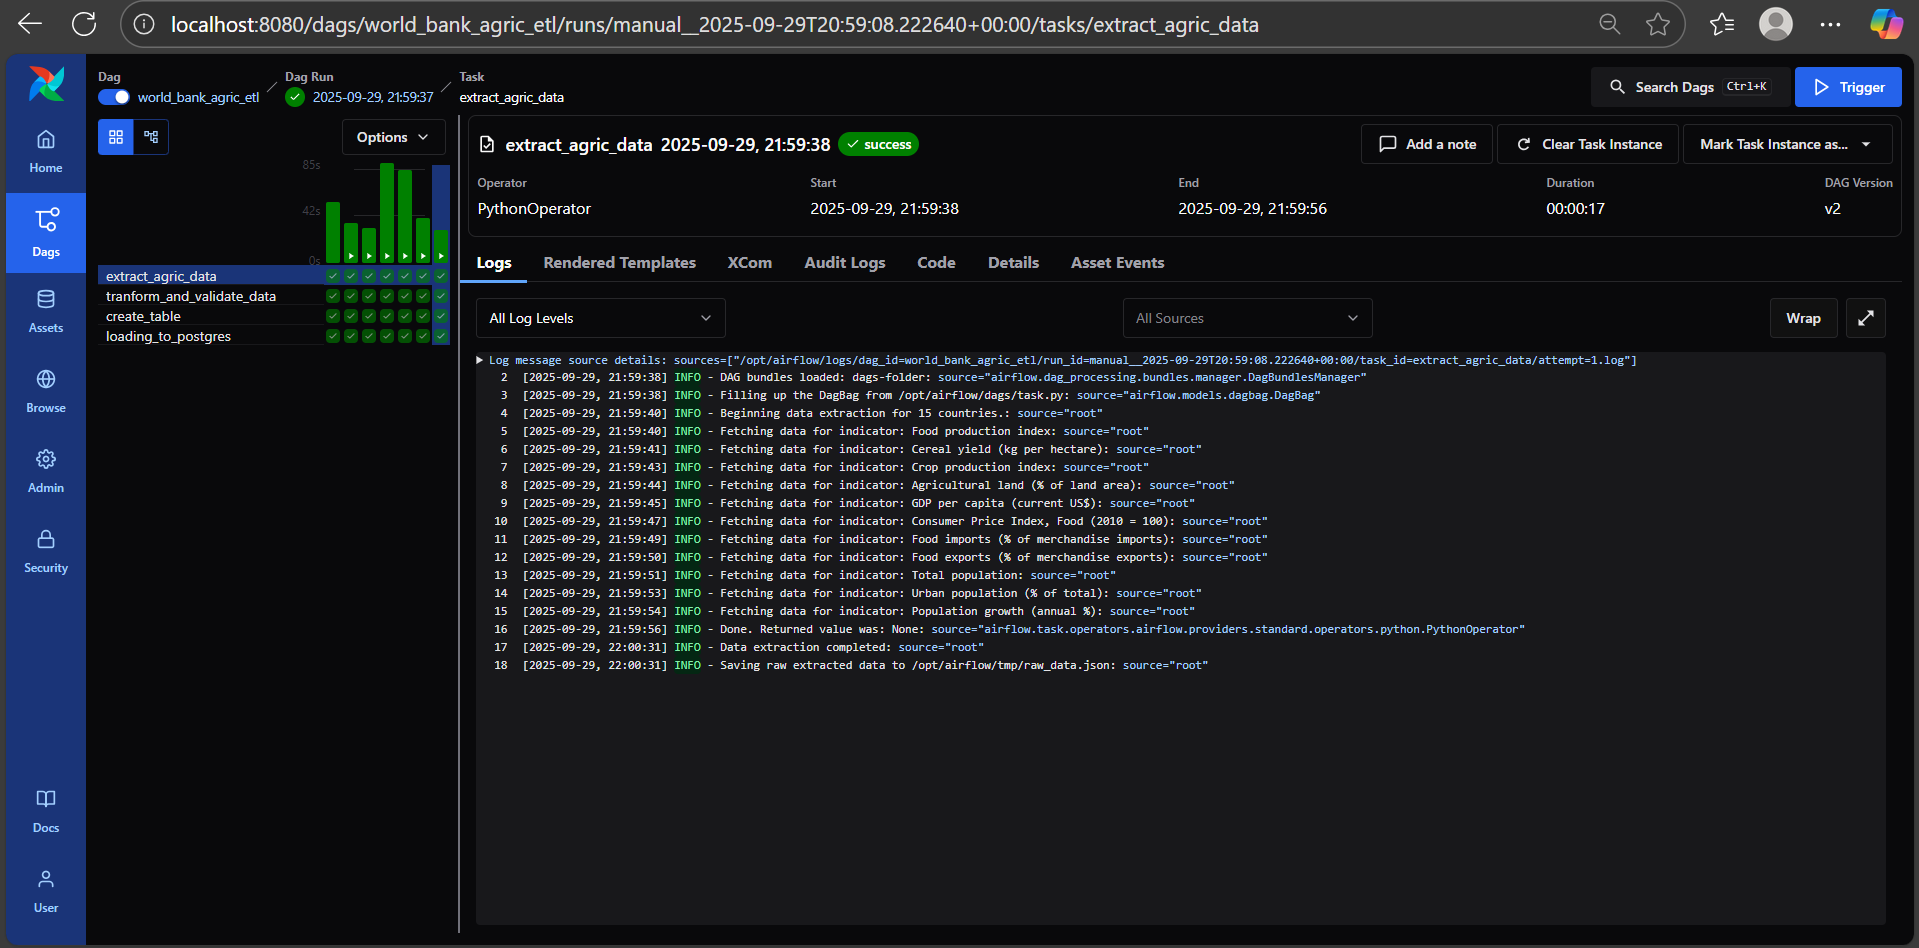 localhost:8080/dags/world_bank_agric_etl/runs/manual__2025-09-29T20:59:08.222640+00:00/tasks/extract_agric_data
Dag
world_bank_agric_etl
Dag Run
2025-09-29, 21:59:37
Task
extract_agric_data
Search Dags Ctrl+K
Trigger
Home
Dags
Assets
Browse
Admin
Security
Docs
User
Options
85s
42s
0s
extract_agric_data
tranform_and_validate_data
create_table
loading_to_postgres
extract_agric_data 2025-09-29, 21:59:38 success
Add a note
Clear Task Instance
Mark Task Instance as...
Operator Start End Duration DAG Version
PythonOperator 2025-09-29, 21:59:38 2025-09-29, 21:59:56 00:00:17 v2
Logs Rendered Templates XCom Audit Logs Code Details Asset Events
All Log Levels All Sources Wrap
Log message source details: sources=["/opt/airflow/logs/dag_id=world_bank_agric_etl/run_id=manual__2025-09-29T20:59:08.222640+00:00/task_id=extract_agric_data/attempt=1.log"]
2 [2025-09-29, 21:59:38] INFO - DAG bundles loaded: dags-folder: source="airflow.dag_processing.bundles.manager.DagBundlesManager"
3 [2025-09-29, 21:59:38] INFO - Filling up the DagBag from /opt/airflow/dags/task.py: source="airflow.models.dagbag.DagBag"
4 [2025-09-29, 21:59:40] INFO - Beginning data extraction for 15 countries.: source="root"
5 [2025-09-29, 21:59:40] INFO - Fetching data for indicator: Food production index: source="root"
6 [2025-09-29, 21:59:41] INFO - Fetching data for indicator: Cereal yield (kg per hectare): source="root"
7 [2025-09-29, 21:59:43] INFO - Fetching data for indicator: Crop production index: source="root"
8 [2025-09-29, 21:59:44] INFO - Fetching data for indicator: Agricultural land (% of land area): source="root"
9 [2025-09-29, 21:59:45] INFO - Fetching data for indicator: GDP per capita (current US$): source="root"
10 [2025-09-29, 21:59:47] INFO - Fetching data for indicator: Consumer Price Index, Food (2010 = 100): source="root"
11 [2025-09-29, 21:59:49] INFO - Fetching data for indicator: Food imports (% of merchandise imports): source="root"
12 [2025-09-29, 21:59:50] INFO - Fetching data for indicator: Food exports (% of merchandise exports): source="root"
13 [2025-09-29, 21:59:51] INFO - Fetching data for indicator: Total population: source="root"
14 [2025-09-29, 21:59:53] INFO - Fetching data for indicator: Urban population (% of total): source="root"
15 [2025-09-29, 21:59:54] INFO - Fetching data for indicator: Population growth (annual %): source="root"
16 [2025-09-29, 21:59:56] INFO - Done. Returned value was: None: source="airflow.task.operators.airflow.providers.standard.operators.python.PythonOperator"
17 [2025-09-29, 22:00:31] INFO - Data extraction completed: source="root"
18 [2025-09-29, 22:00:31] INFO - Saving raw extracted data to /opt/airflow/tmp/raw_data.json: source="root"